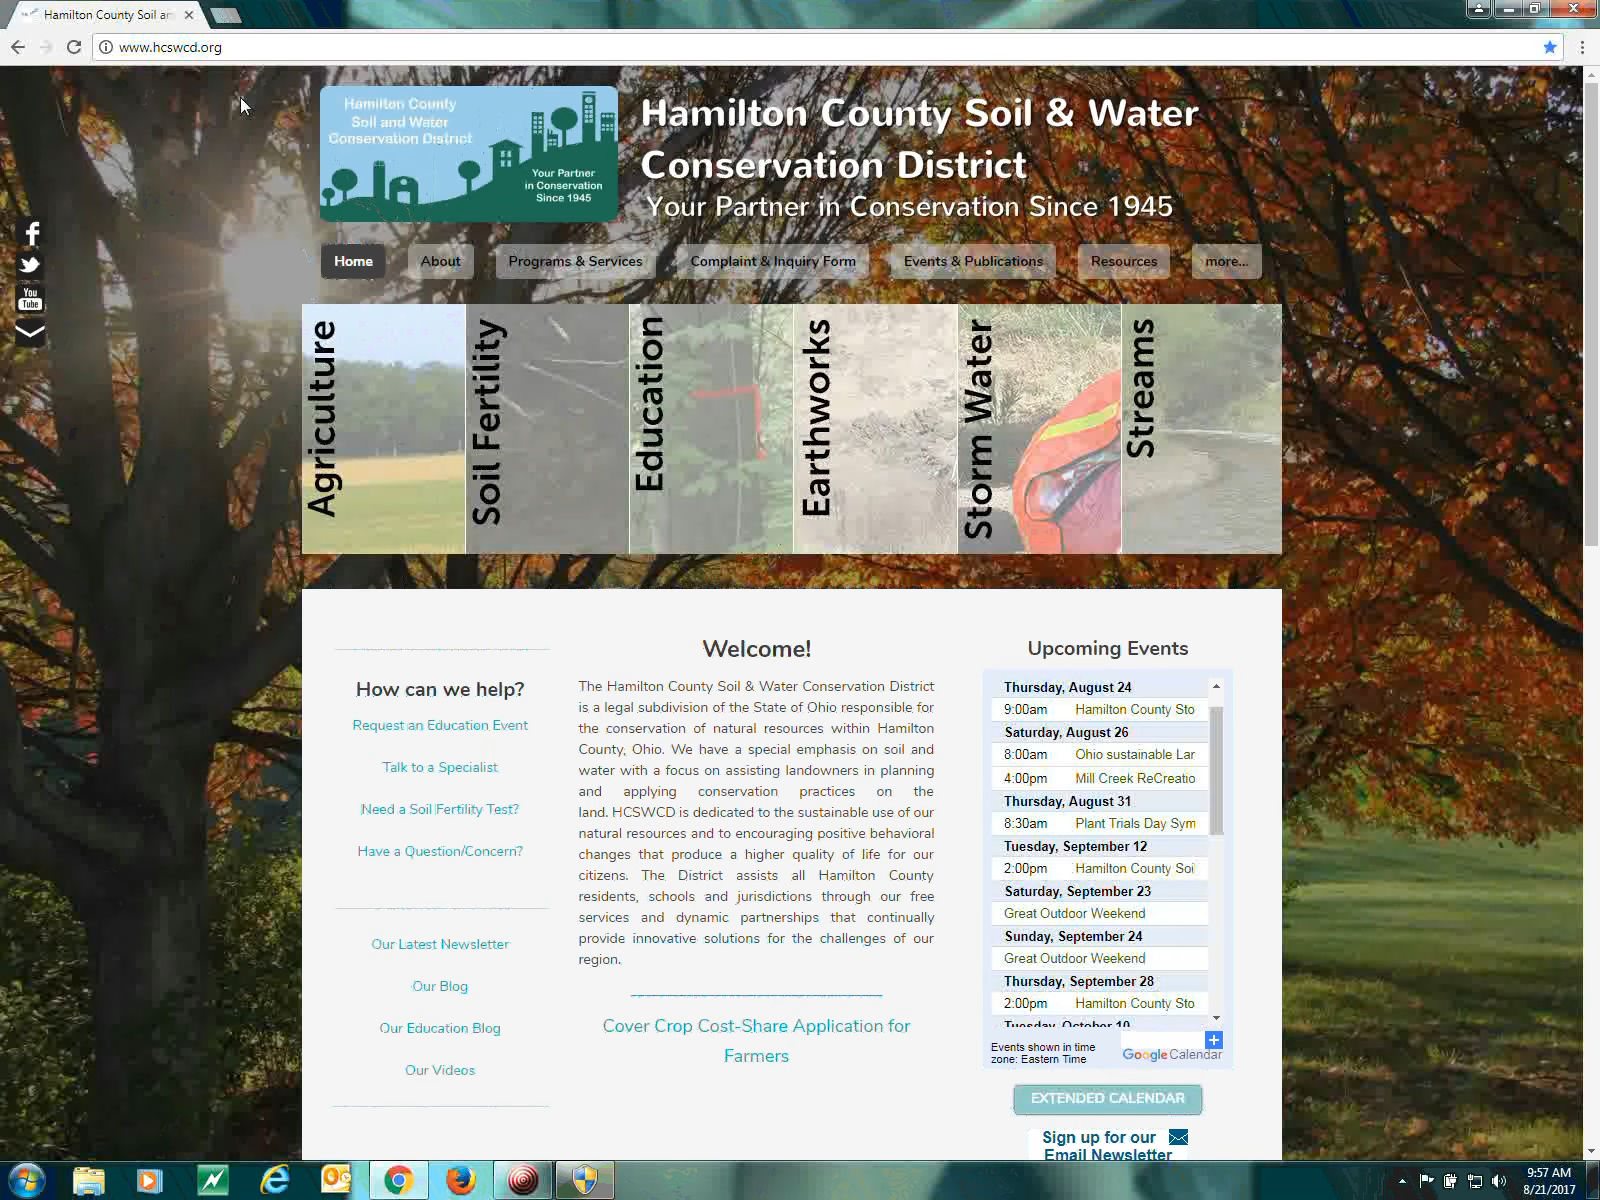 Hamilton County Soil an
www.hcswcd.org
Hamilton County
Soil and Water
Conservation District
Your Partner
in Conservation
Since 1945
Hamilton County Soil & Water
Conservation District
Your Partner in Conservation Since 1945
Home About Programs & Services Complaint & Inquiry Form Events & Publications Resources more...
You
Tube
Agriculture
Soil Fertility
Education
Earthworks
Storm Water
Streams
How can we help?
Request an Education Event
Talk to a Specialist
Need a Soil Fertility Test?
Have a Question/Concern?
Our Latest Newsletter
Our Blog
Our Education Blog
Our Videos
Welcome!
The Hamilton County Soil & Water Conservation District
is a legal subdivision of the State of Ohio responsible for
the conservation of natural resources within Hamilton
County, Ohio. We have a special emphasis on soil and
water with a focus on assisting landowners in planning
and applying conservation practices on the
land. HCSWCD is dedicated to the sustainable use of our
natural resources and to encouraging positive behavioral
changes that produce a higher quality of life for our
citizens. The District assists all Hamilton County
residents, schools and jurisdictions through our free
services and dynamic partnerships that continually
provide innovative solutions for the challenges of our
region.
Cover Crop Cost-Share Application for
Farmers
Upcoming Events
Thursday, August 24
9:00am Hamilton County Sto
Saturday, August 26
8:00am Ohio sustainable Lar
4:00pm Mill Creek ReCreatio
Thursday, August 31
8:30am Plant Trials Day Sym
Tuesday, September 12
2:00pm Hamilton County Soi
Saturday, September 23
Great Outdoor Weekend
Sunday, September 24
Great Outdoor Weekend
Thursday, September 28
2:00pm Hamilton County Sto
Tuesday, October 10
Events shown in time
zone: Eastern Time
Google Calendar
EXTENDED CALENDAR
Sign up for our
Email Newsletter
9:57 AM
8/21/2017